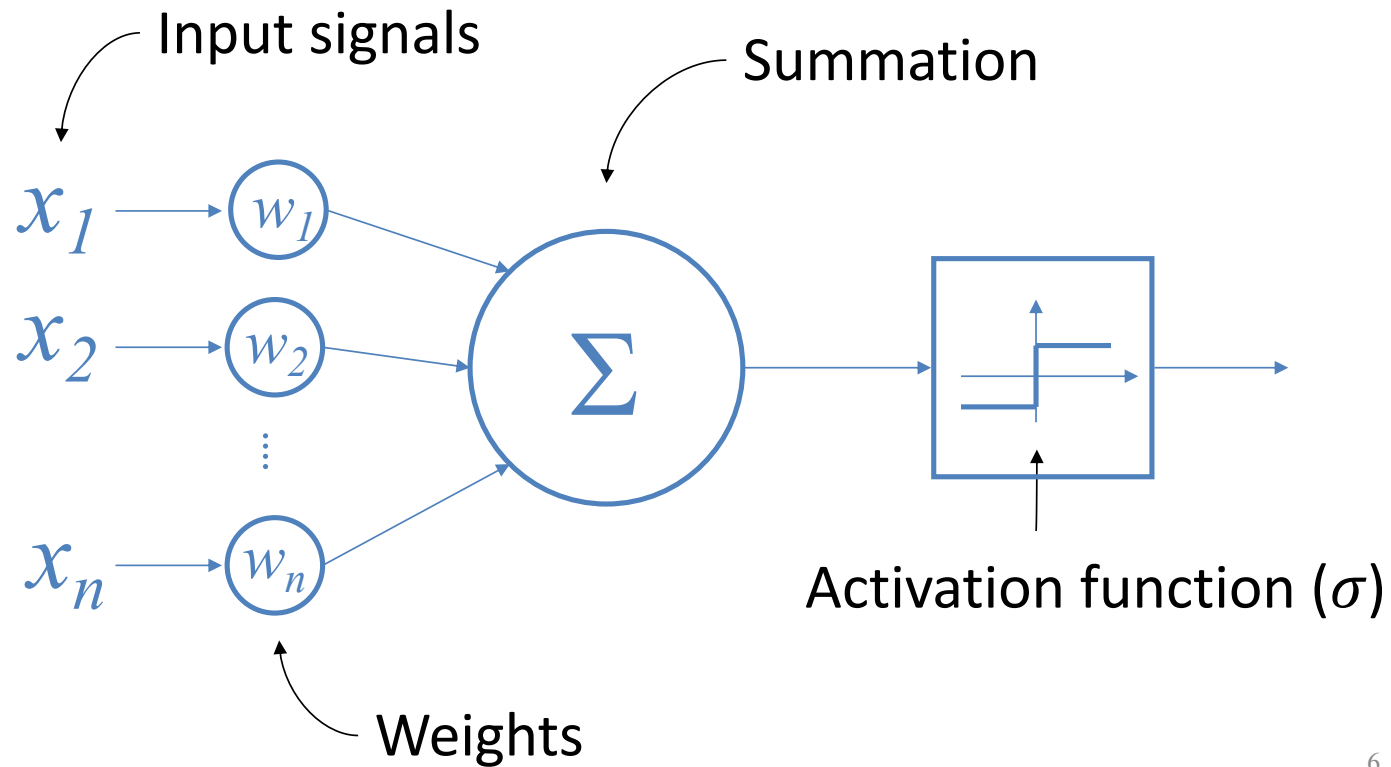 Input signals
Summation
x1
w1
x2
w2
Σ
xn
wn
Activation function (σ)
Weights
6